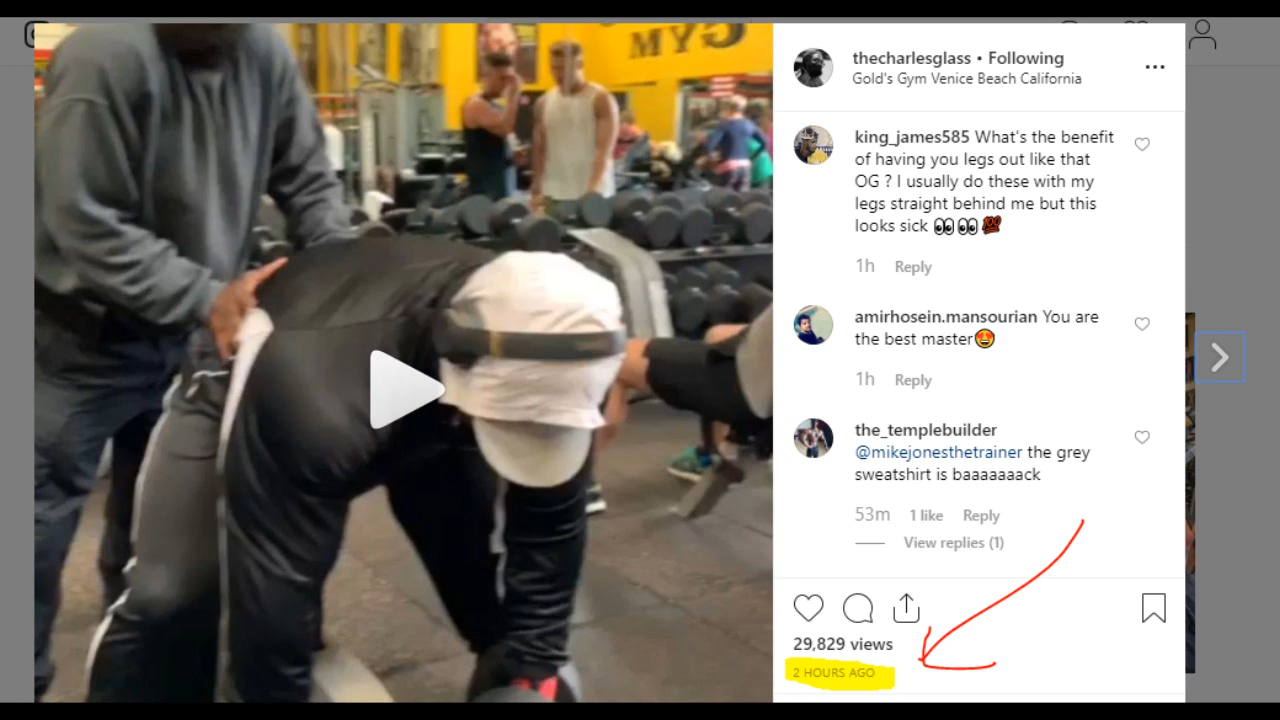 GYM
thecharlesglass • Following
Gold's Gym Venice Beach California
king_james585 What's the benefit
of having you legs out like that
OG ? I usually do these with my
legs straight behind me but this
looks sick 👀👀💯
1h Reply
amirhosein.mansourian You are
the best master😍
1h Reply
the_templebuilder
@mikejonesthetrainer the grey
sweatshirt is baaaaaaack
53m 1 like Reply
View replies (1)
29,829 views
2 HOURS AGO